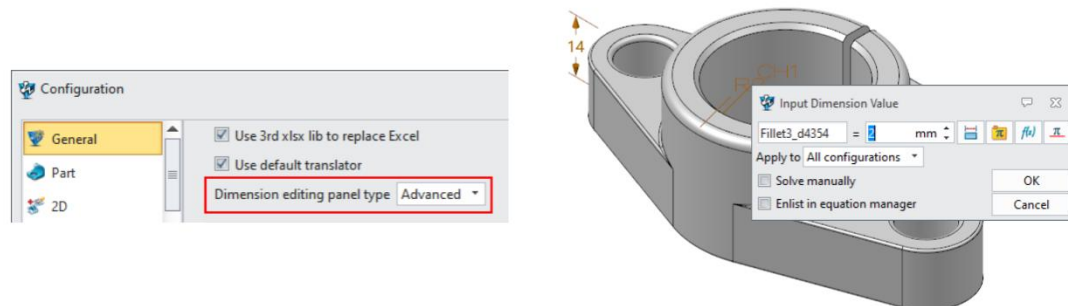 Configuration
General
Part
2D
Use 3rd xlsx lib to replace Excel
Use default translator
Dimension editing panel type Advanced
14
Input Dimension Value
Fillet3_d4354 = 2 mm
f(x)
π
Apply to All configurations
Solve manually
Enlist in equation manager
OK
Cancel